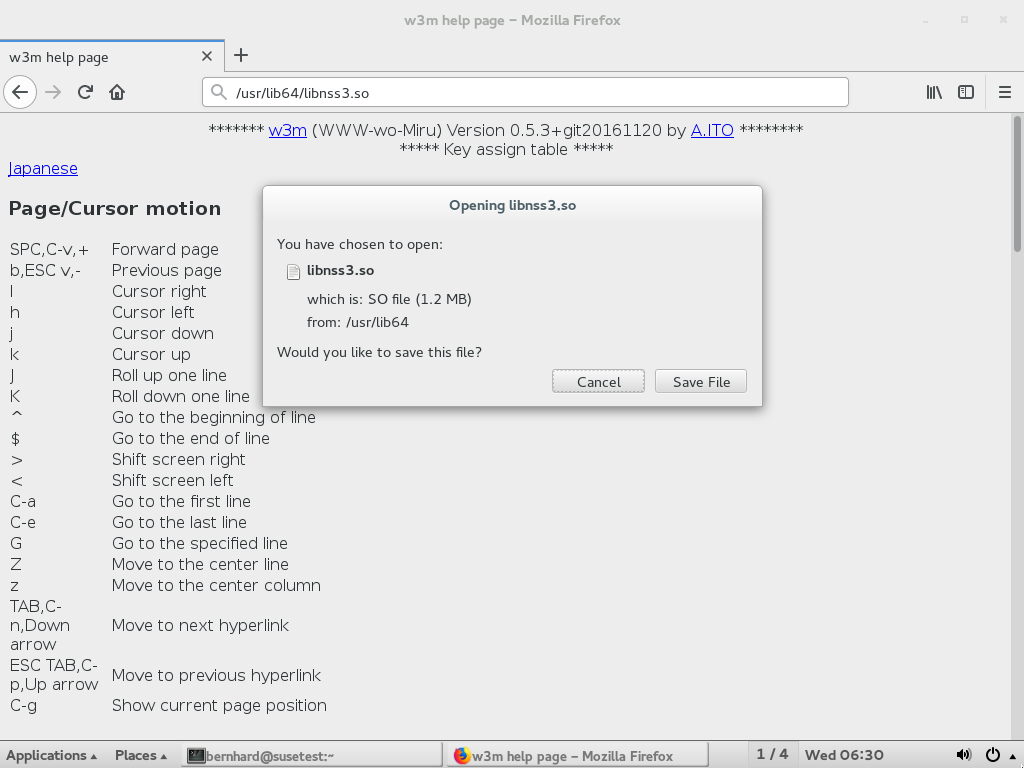 w3m help page – Mozilla Firefox
w3m help page
/usr/lib64/libnss3.so
******* w3m (WWW-wo-Miru) Version 0.5.3+git20161120 by A.ITO ********
***** Key assign table *****
Japanese
Page/Cursor motion
SPC,C-v,+ Forward page
b,ESC v,- Previous page
l Cursor right
h Cursor left
j Cursor down
k Cursor up
J Roll up one line
K Roll down one line
^ Go to the beginning of line
$ Go to the end of line
> Shift screen right
< Shift screen left
C-a Go to the first line
C-e Go to the last line
G Go to the specified line
Z Move to the center line
z Move to the center column
TAB,C-
n,Down Move to next hyperlink
arrow
ESC TAB,C-
p,Up arrow Move to previous hyperlink
C-g Show current page position
Opening libnss3.so
You have chosen to open:
libnss3.so
which is: SO file (1.2 MB)
from: /usr/lib64
Would you like to save this file?
Cancel Save File
Applications Places bernhard@susetest:~ w3m help page – Mozilla Firefox 1 / 4 Wed 06:30